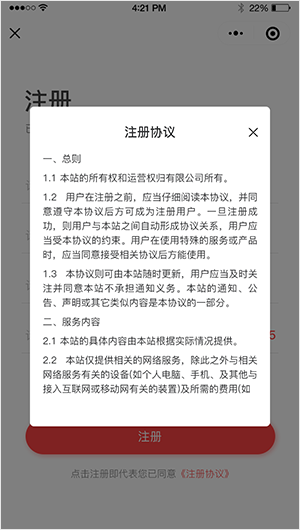 4:21 PM
22%
注册
注册协议
一、总则
1.1 本站的所有权和运营权归有限公司所有。
1.2 用户在注册之前，应当仔细阅读本协议，并同
意遵守本协议后方可成为注册用户。一旦注册成
功，则用户与本站之间自动形成协议关系，用户应
当受本协议的约束。用户在使用特殊的服务或产品
时，应当同意接受相关协议后方能使用。
1.3 本协议则可由本站随时更新，用户应当及时关
注并同意本站不承担通知义务。本站的通知、公
告、声明或其它类似内容是本协议的一部分。
二、服务内容
2.1 本站的具体内容由本站根据实际情况提供。
2.2 本站仅提供相关的网络服务，除此之外与相关
网络服务有关的设备(如个人电脑、手机、及其他与
接入互联网或移动网有关的装置)及所需的费用(如
注册
点击注册即代表您已同意《注册协议》